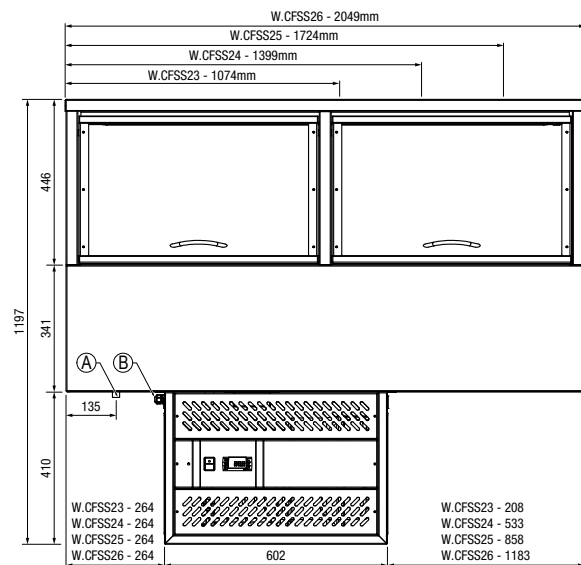 W.CFSS26 - 2049mm
W.CFSS25 - 1724mm
W.CFSS24 - 1399mm
W.CFSS23 - 1074mm
446
1197
341
A
B
135
410
W.CFSS23 - 264
W.CFSS24 - 264
W.CFSS25 - 264
W.CFSS26 - 264
602
W.CFSS23 - 208
W.CFSS24 - 533
W.CFSS25 - 858
W.CFSS26 - 1183